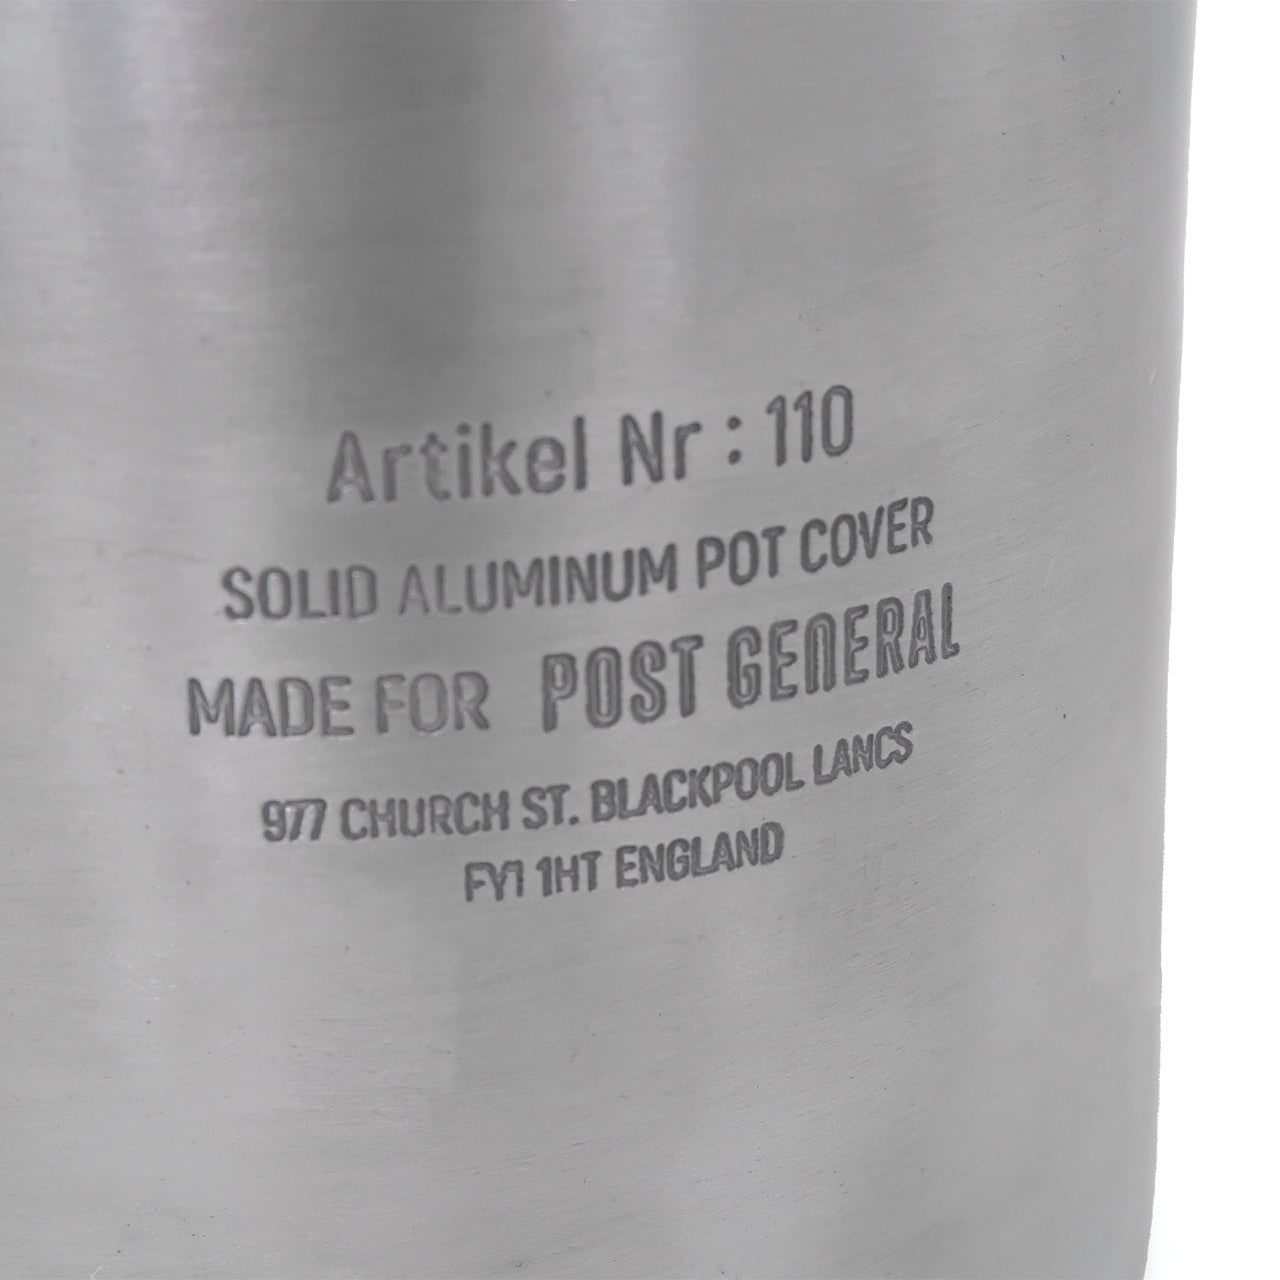 Artikel Nr : 110
SOLID ALUMINUM POT COVER
MADE FOR POST GENERAL
977 CHURCH ST. BLACKPOOL LANCS
FY1 1HT ENGLAND